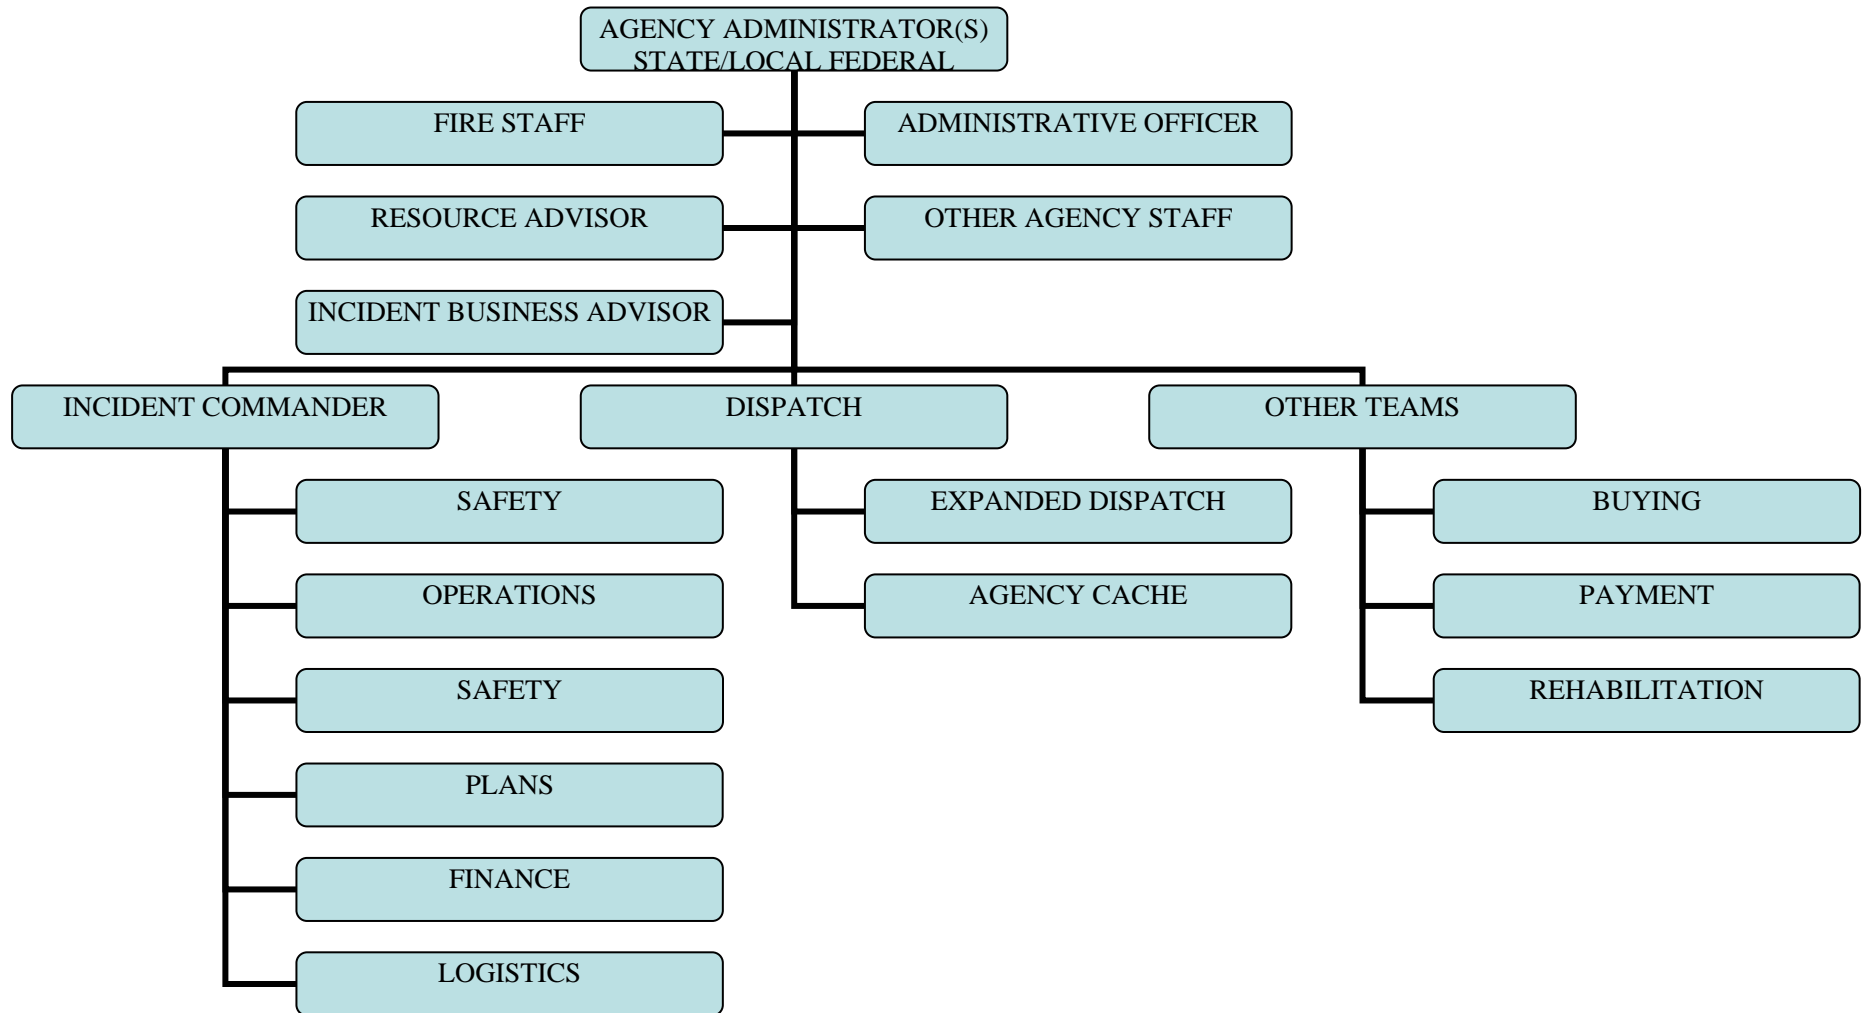 AGENCY ADMINISTRATOR(S)
STATE/LOCAL FEDERAL
FIRE STAFF
ADMINISTRATIVE OFFICER
RESOURCE ADVISOR
OTHER AGENCY STAFF
INCIDENT BUSINESS ADVISOR
INCIDENT COMMANDER
DISPATCH
OTHER TEAMS
SAFETY
EXPANDED DISPATCH
BUYING
OPERATIONS
AGENCY CACHE
PAYMENT
SAFETY
REHABILITATION
PLANS
FINANCE
LOGISTICS